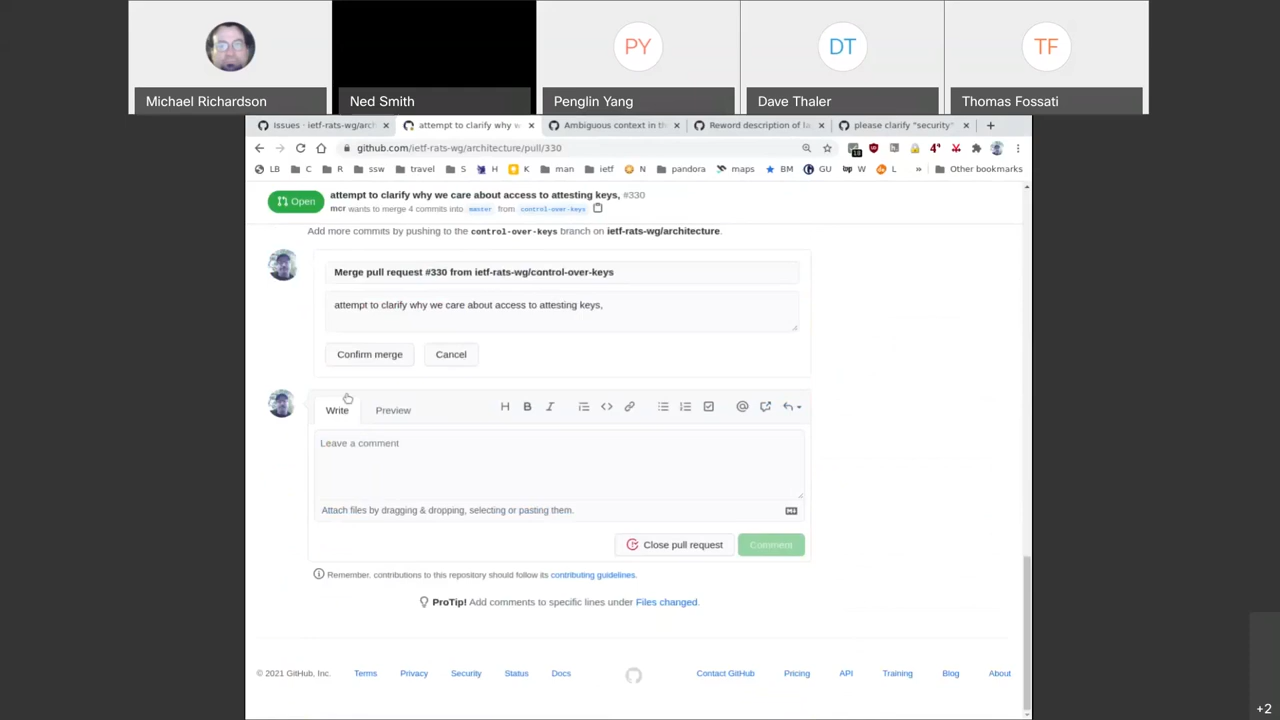 PY
DT
TF
Michael Richardson
Ned Smith
Penglin Yang
Dave Thaler
Thomas Fossati
Issues · ietf-rats-wg/arch
attempt to clarify why w
Ambiguous context in th
Reword description of la
please clarify "security"
github.com/ietf-rats-wg/architecture/pull/330
LB C R ssw travel S H K man ietf N pandora maps BM GU W L » Other bookmarks
Open
attempt to clarify why we care about access to attesting keys, #330
mcr wants to merge 4 commits into master from control-over-keys
Add more commits by pushing to the control-over-keys branch on ietf-rats-wg/architecture.
Merge pull request #330 from ietf-rats-wg/control-over-keys
attempt to clarify why we care about access to attesting keys,
Confirm merge Cancel
Write Preview
Leave a comment
Attach files by dragging & dropping, selecting or pasting them.
Close pull request Comment
Remember, contributions to this repository should follow its contributing guidelines.
ProTip! Add comments to specific lines under Files changed.
© 2021 GitHub, Inc. Terms Privacy Security Status Docs Contact GitHub Pricing API Training Blog About
+2